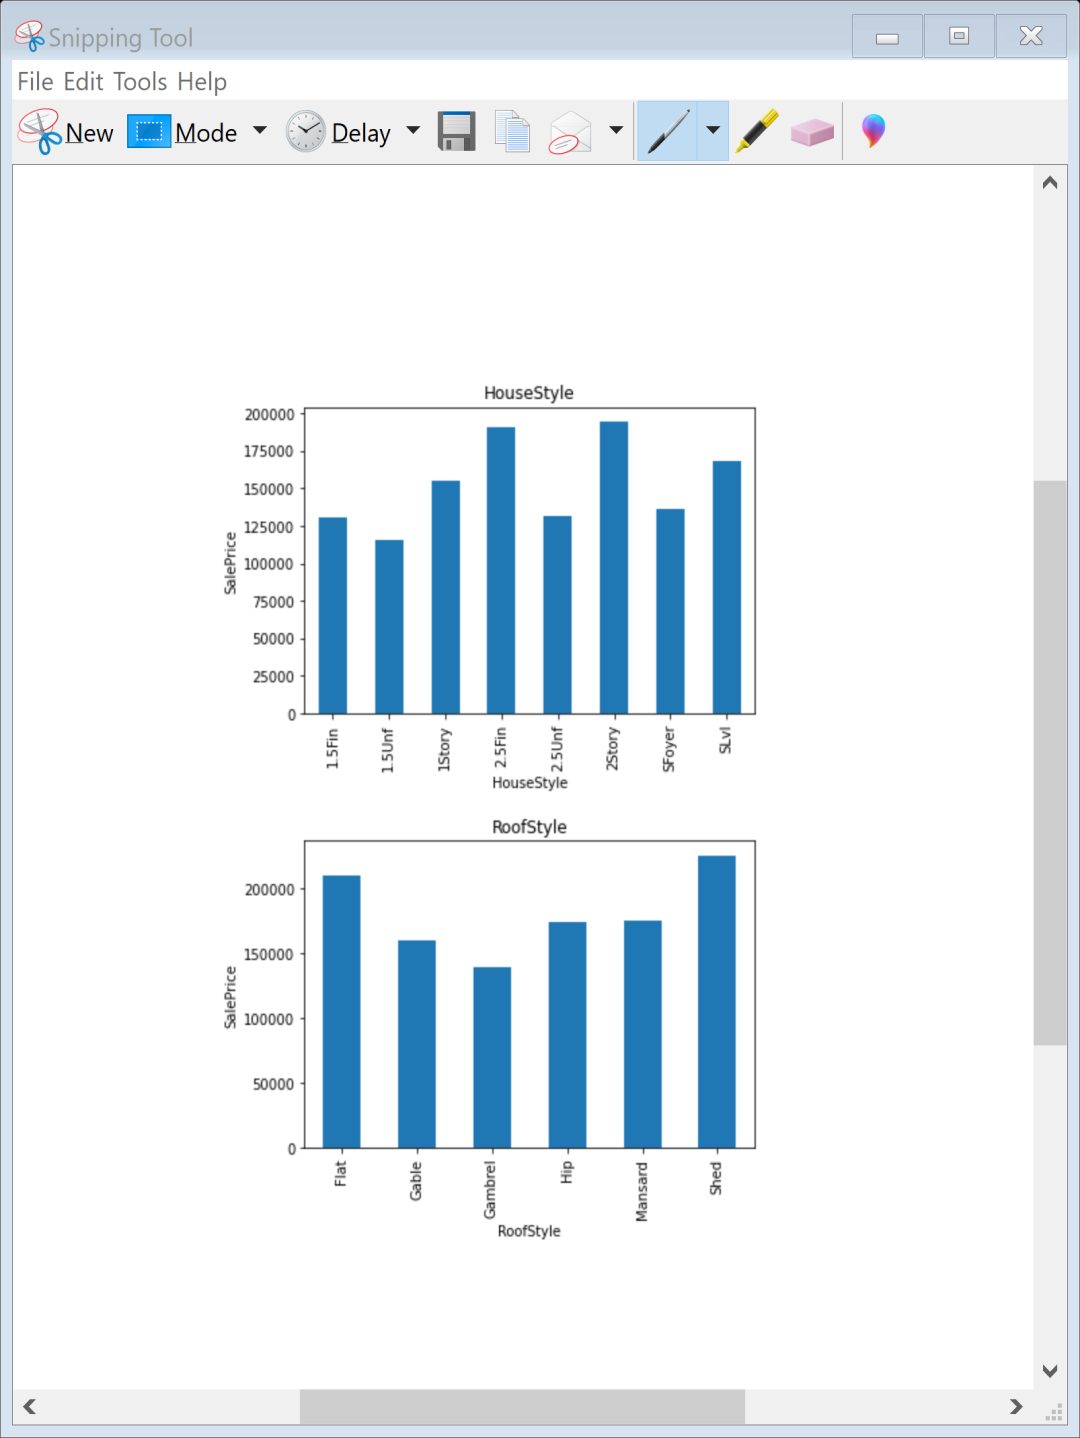 Snipping Tool
File Edit Tools Help
New Mode Delay
HouseStyle
200000
175000
150000
125000
100000
75000
50000
25000
0
SalePrice
1.5Fin 1.5Unf 1Story 2.5Fin 2.5Unf 2Story SFoyer SLvl
HouseStyle
RoofStyle
200000
150000
100000
50000
0
SalePrice
Flat Gable Gambrel Hip Mansard Shed
RoofStyle